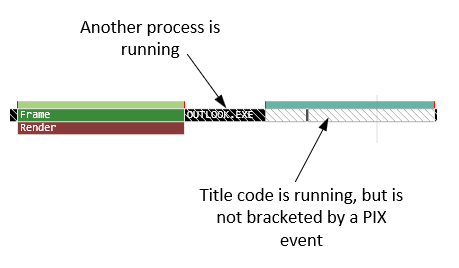 Another process is
running
Frame
OUTLOOK.EXE
Render
Title code is running, but is
not bracketed by a PIX
event